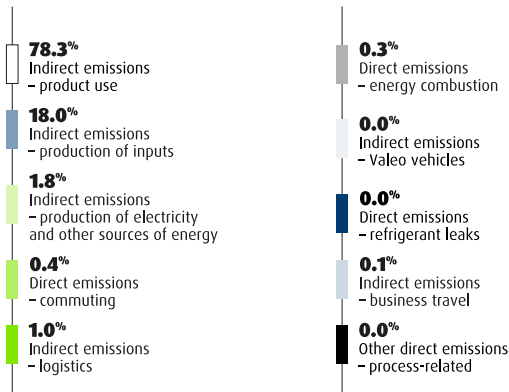 78.3%
Indirect emissions
– product use
18.0%
Indirect emissions
– production of inputs
1.8%
Indirect emissions
– production of electricity
and other sources of energy
0.4%
Direct emissions
– commuting
1.0%
Indirect emissions
– logistics
0.3%
Direct emissions
– energy combustion
0.0%
Indirect emissions
– Valeo vehicles
0.0%
Direct emissions
– refrigerant leaks
0.1%
Indirect emissions
– business travel
0.0%
Other direct emissions
– process-related